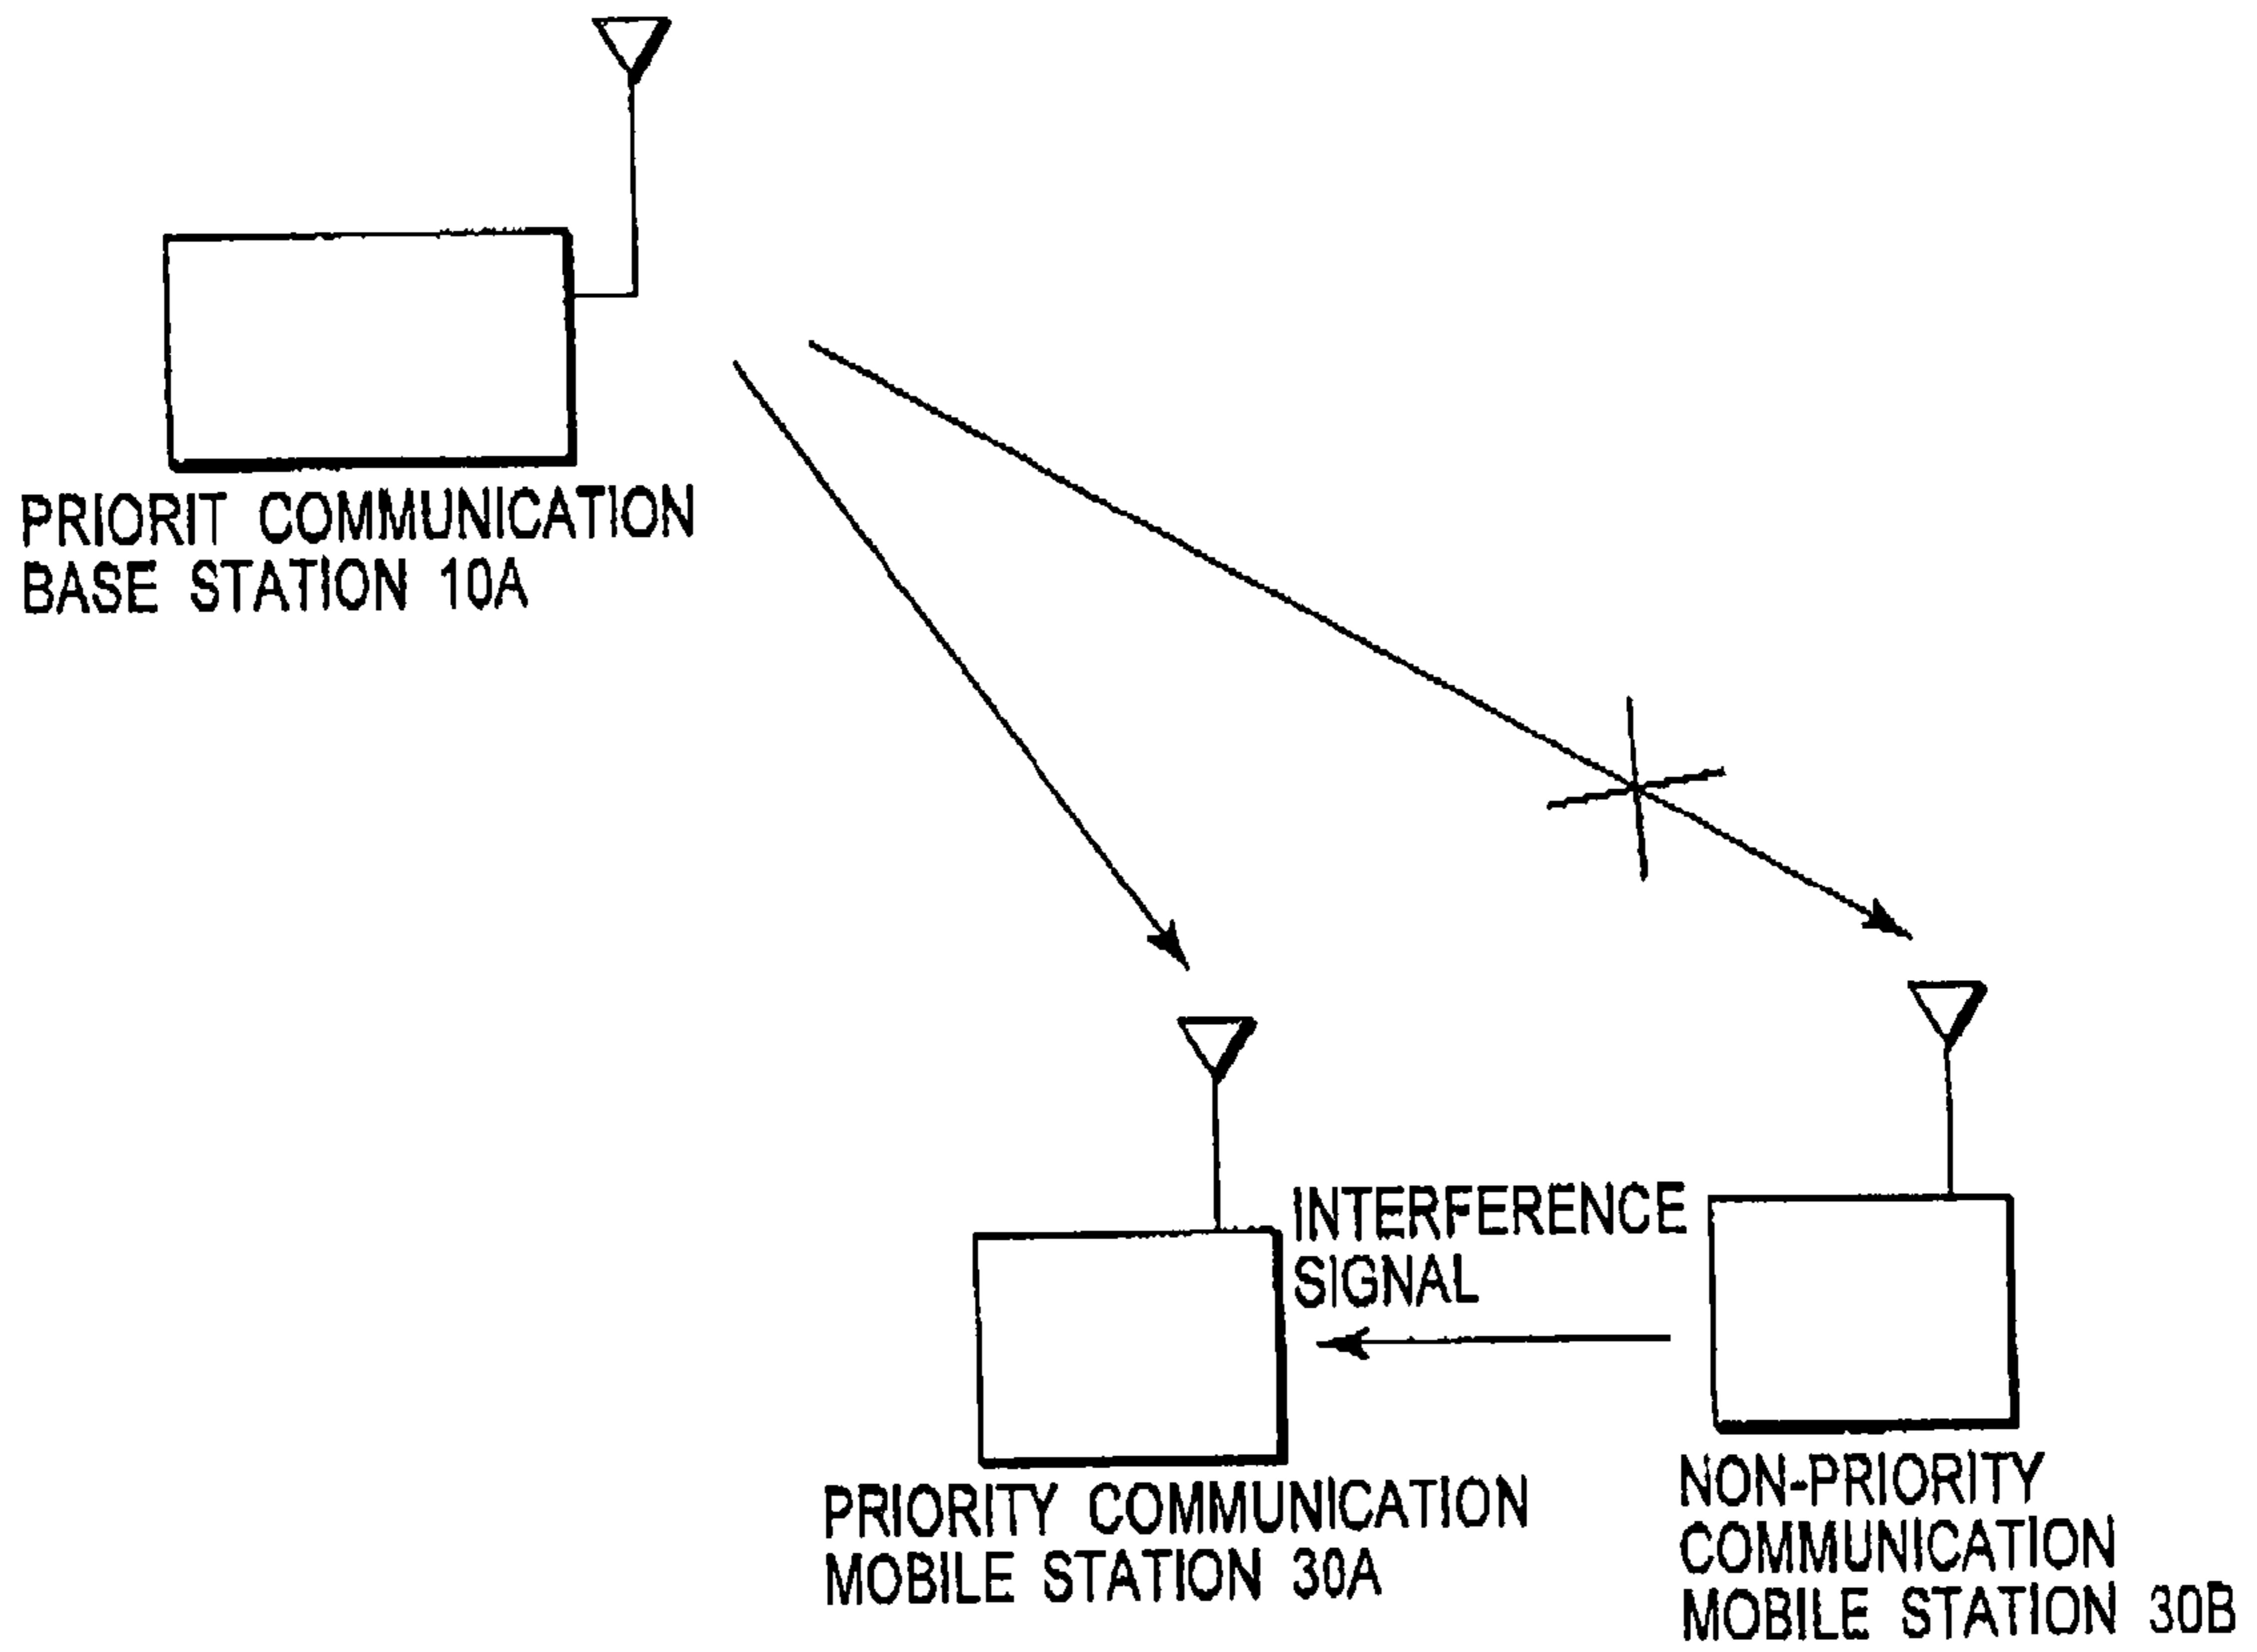 PRIORIT COMMUNICATION
BASE STATION 10A
INTERFERENCE
SIGNAL
PRIORITY COMMUNICATION
MOBILE STATION 30A
NON-PRIORITY
COMMUNICATION
MOBILE STATION 30B